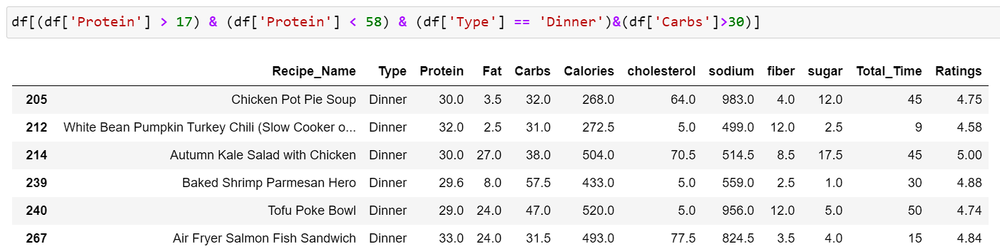 df[(df['Protein'] > 17) & (df['Protein'] < 58) & (df['Type'] == 'Dinner')&(df['Carbs']>30)]
Recipe_Name Type Protein Fat Carbs Calories cholesterol sodium fiber sugar Total_Time Ratings
205 Chicken Pot Pie Soup Dinner 30.0 3.5 32.0 268.0 64.0 983.0 4.0 12.0 45 4.75
212 White Bean Pumpkin Turkey Chili (Slow Cooker o... Dinner 32.0 2.5 31.0 272.5 5.0 499.0 12.0 2.5 9 4.58
214 Autumn Kale Salad with Chicken Dinner 30.0 27.0 38.0 504.0 70.5 514.5 8.5 17.5 45 5.00
239 Baked Shrimp Parmesan Hero Dinner 29.6 8.0 57.5 433.0 5.0 559.0 2.5 1.0 30 4.88
240 Tofu Poke Bowl Dinner 29.0 24.0 47.0 520.0 5.0 956.0 12.0 5.0 50 4.74
267 Air Fryer Salmon Fish Sandwich Dinner 33.0 24.0 31.5 493.0 77.5 824.5 3.5 4.0 15 4.84